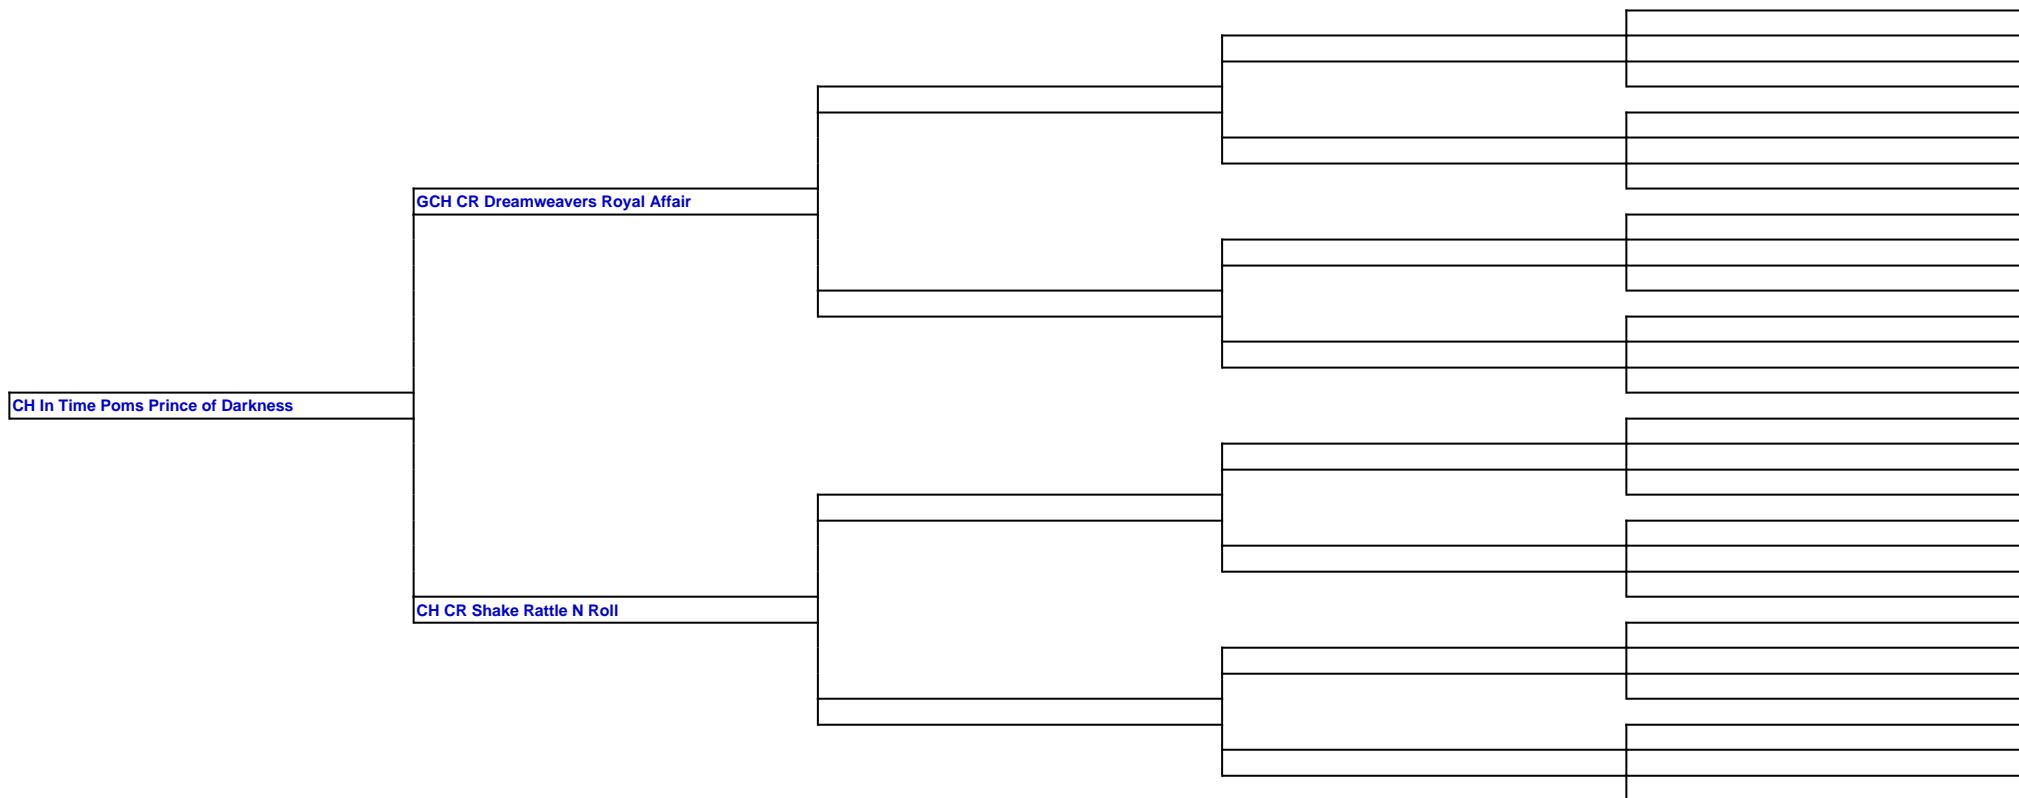 GCH CR Dreamweavers Royal Affair
CH In Time Poms Prince of Darkness
CH CR Shake Rattle N Roll